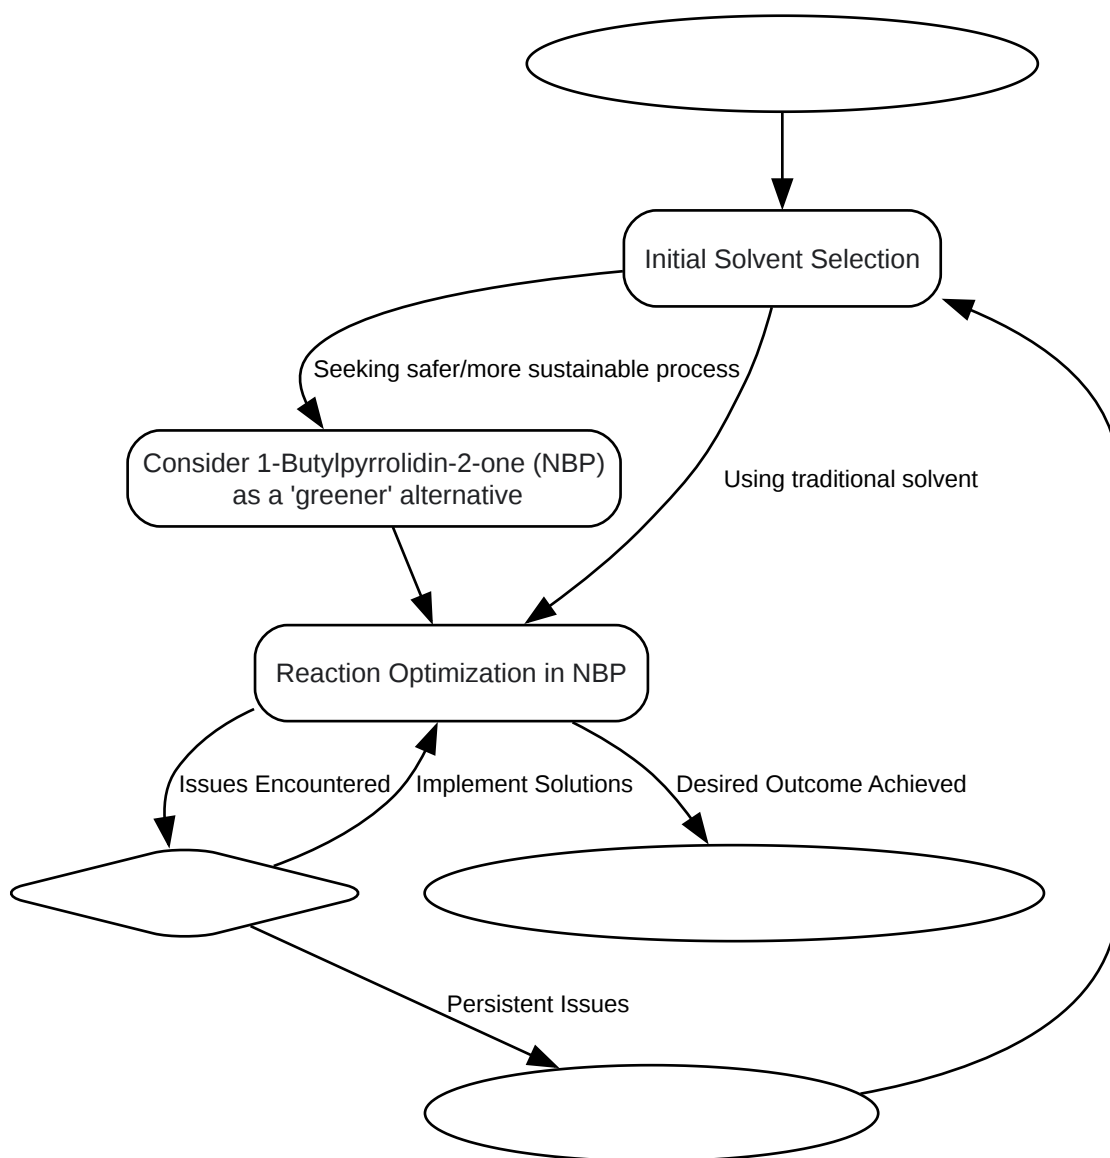 Initial Solvent Selection
Seeking safer/more sustainable process
Consider 1-Butylpyrrolidin-2-one (NBP)
as a 'greener' alternative
Using traditional solvent
Reaction Optimization in NBP
Issues Encountered
Implement Solutions
Desired Outcome Achieved
Persistent Issues